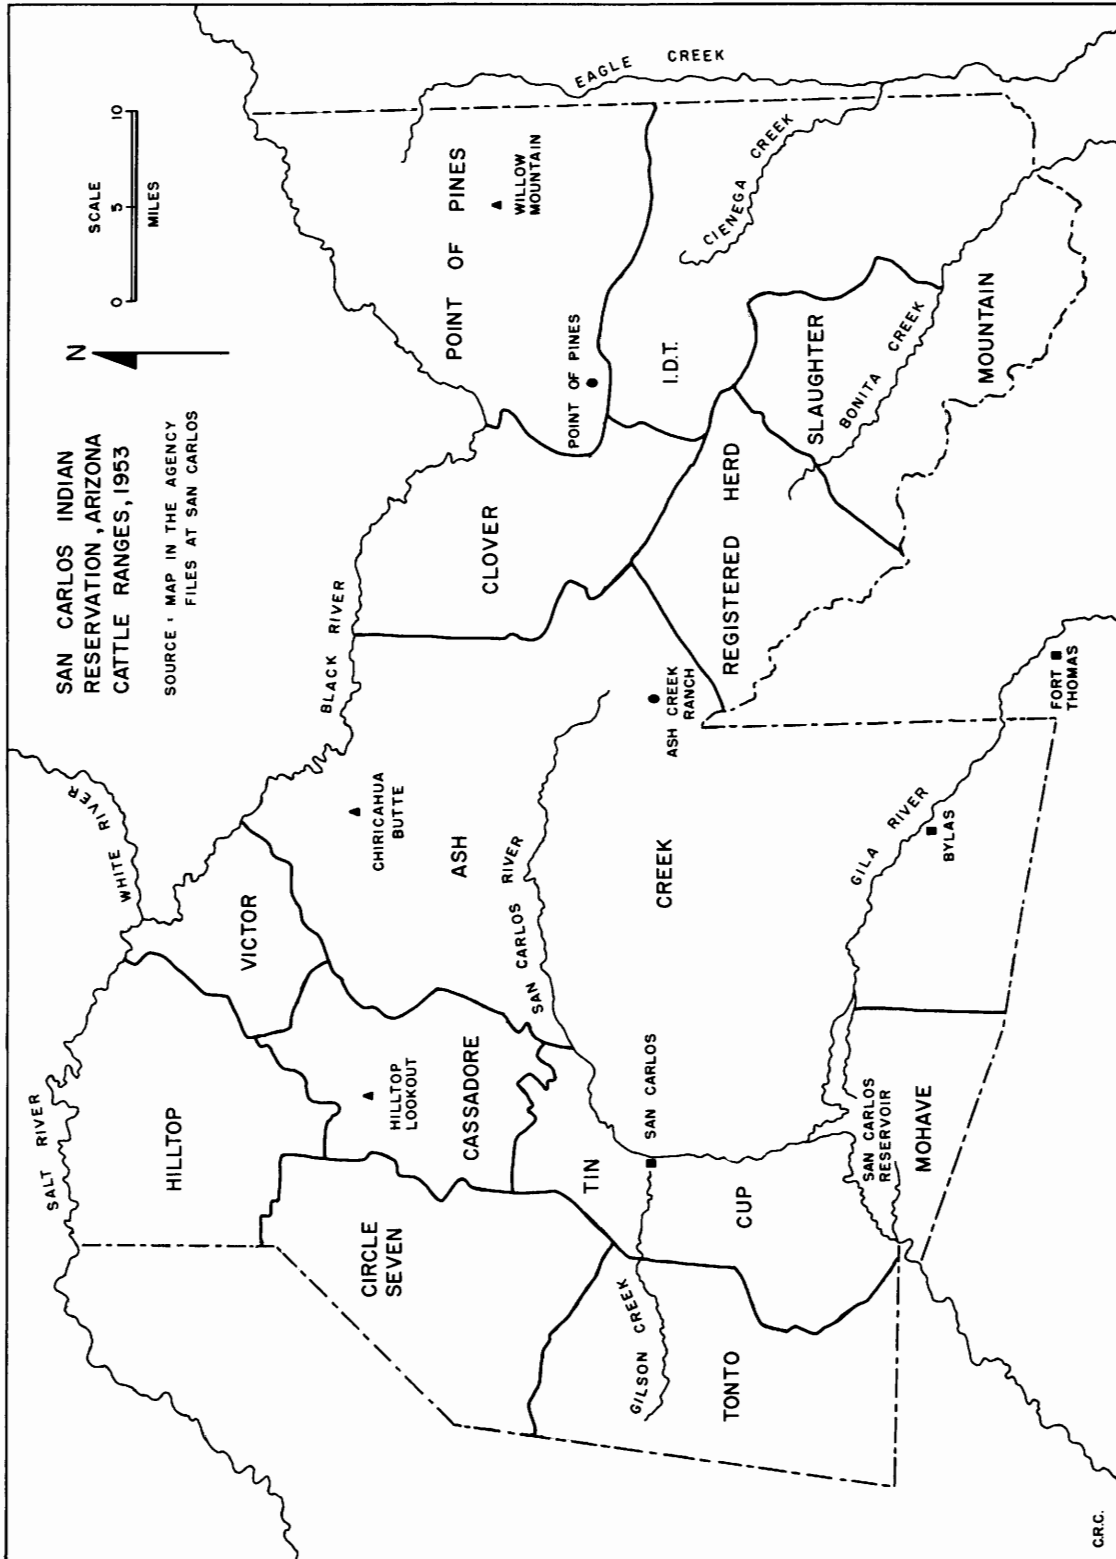 SAN CARLOS INDIAN
RESERVATION, ARIZONA
CATTLE RANGES, 1953
SOURCE: MAP IN THE AGENCY
FILES AT SAN CARLOS
N
SCALE
0 5 10
MILES
SALT RIVER
WHITE RIVER
BLACK RIVER
EAGLE CREEK
HILLTOP
VICTOR
CHIRICAHUA
BUTTE
CLOVER
POINT OF PINES
WILLOW
MOUNTAIN
POINT OF PINES
CIRCLE
SEVEN
HILLTOP
LOOKOUT
CASSADORE
ASH
SAN CARLOS RIVER
CREEK
TIN
CUP
SAN CARLOS
ASH CREEK
RANCH
REGISTERED HERD
I.D.T.
CIENEGA CREEK
SLAUGHTER
BONITA CREEK
MOUNTAIN
GILSON CREEK
TONTO
SAN CARLOS
RESERVOIR
MOHAVE
GILA RIVER
BYLAS
FORT
THOMAS
C.R.C.